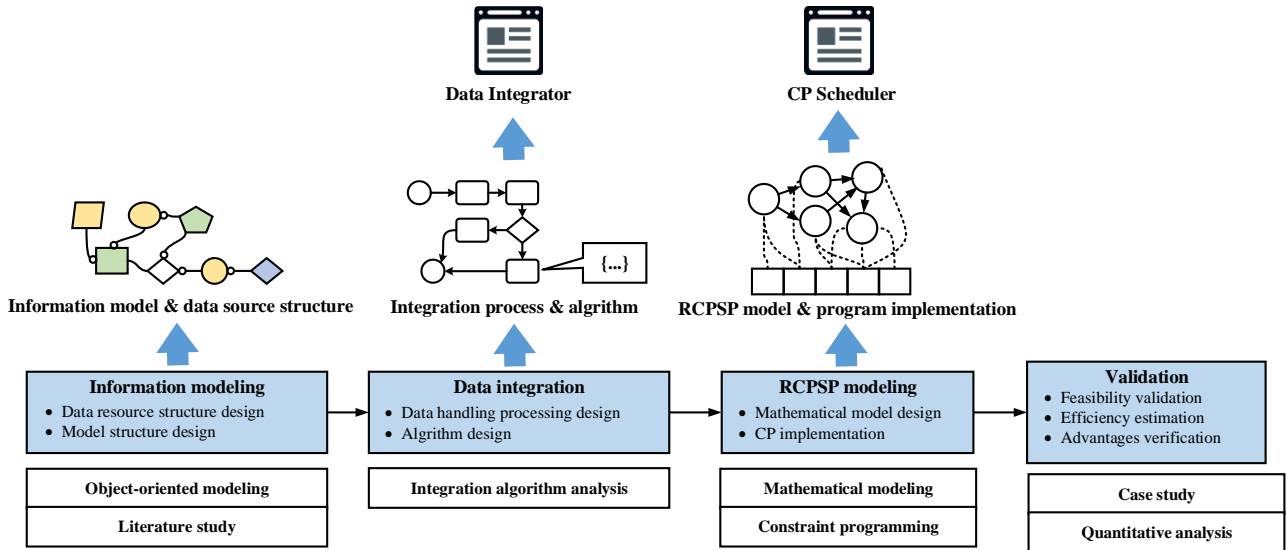 Data Integrator
CP Scheduler
{...}
Information model & data source structure
Integration process & algrithm
RCPSP model & program implementation
Information modeling
• Data resource structure design
• Model structure design
Data integration
• Data handling processing design
• Algorithm design
RCPSP modeling
• Mathematical model design
• CP implementation
Validation
• Feasibility validation
• Efficiency estimation
• Advantages verification
Object-oriented modeling
Literature study
Integration algorithm analysis
Mathematical modeling
Constraint programming
Case study
Quantitative analysis